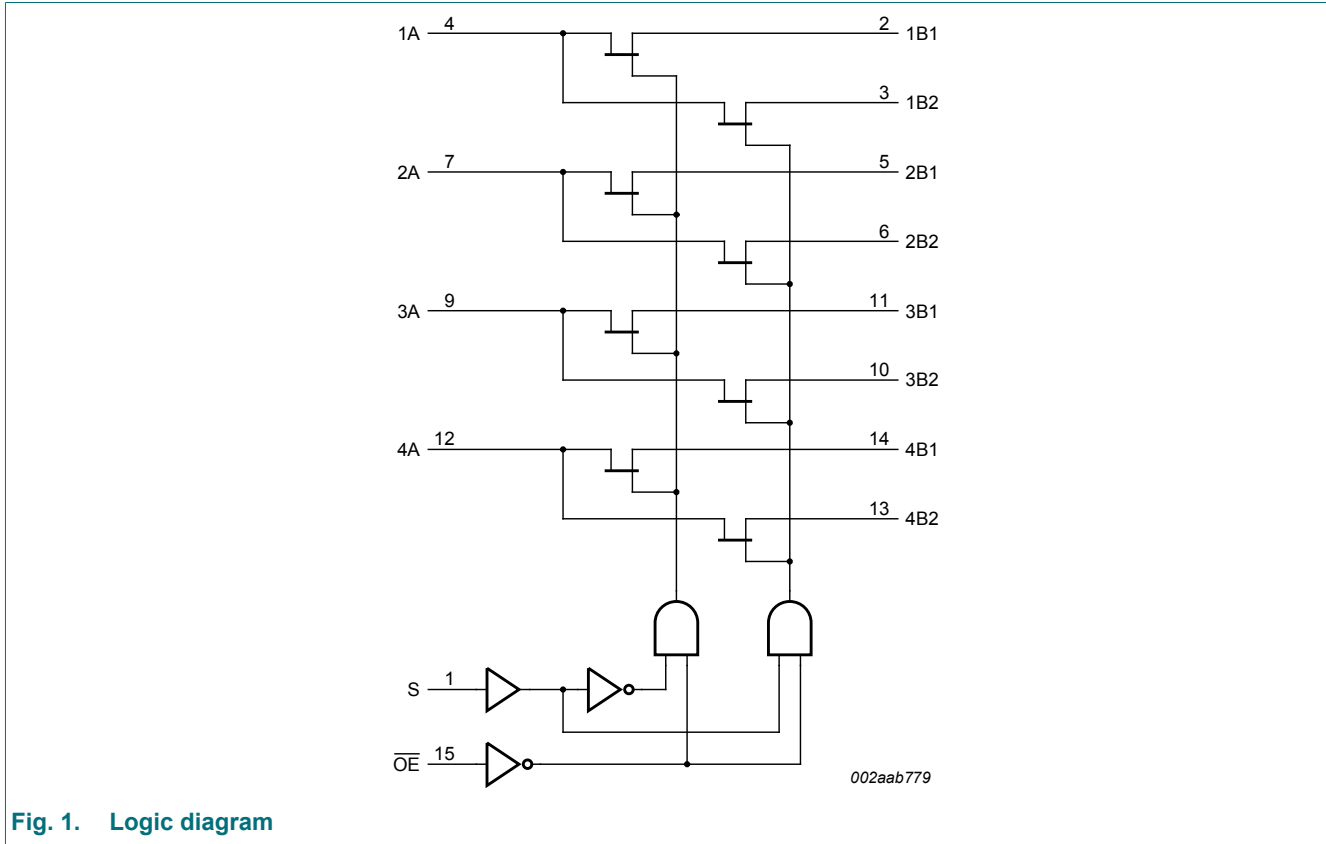 1A 4 2 1B1
3 1B2
2A 7 5 2B1
6 2B2
3A 9 11 3B1
10 3B2
4A 12 14 4B1
13 4B2
S 1
O̅E̅ 15
002aab779
Fig. 1. Logic diagram